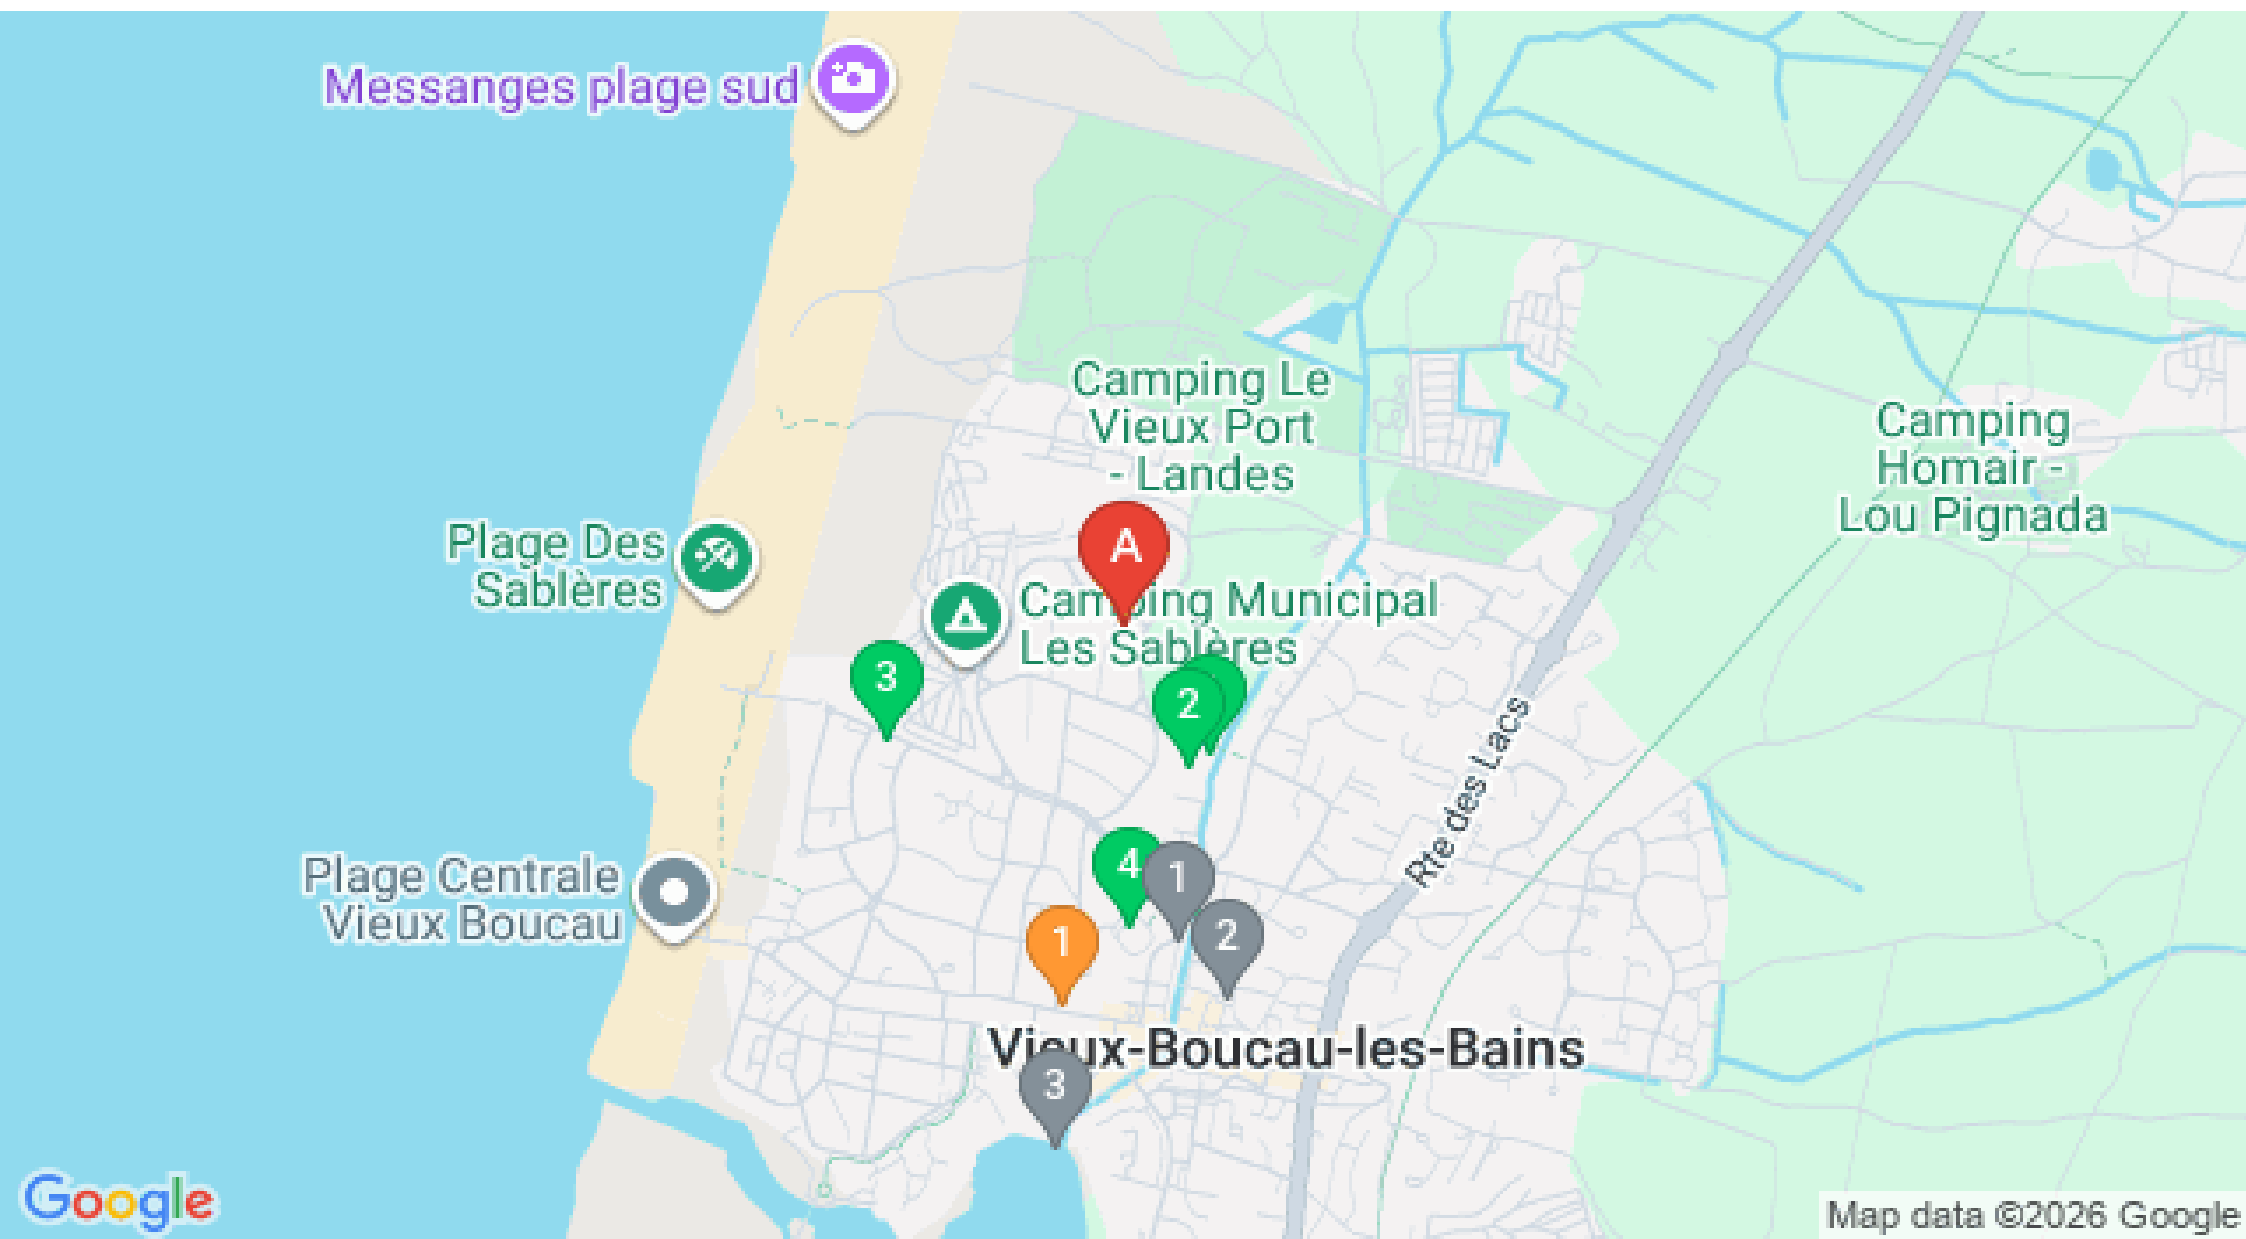 Messanges plage sud
Camping Le
Vieux Port
- Landes
Camping
Homair -
Lou Pignada
Plage Des
Sablères
A
Camping Municipal
Les Sablères
3
2
Rte des Lacs
Plage Centrale
Vieux Boucau
4
1
2
1
Vieux-Boucau-les-Bains
3
Google
Map data ©2026 Google